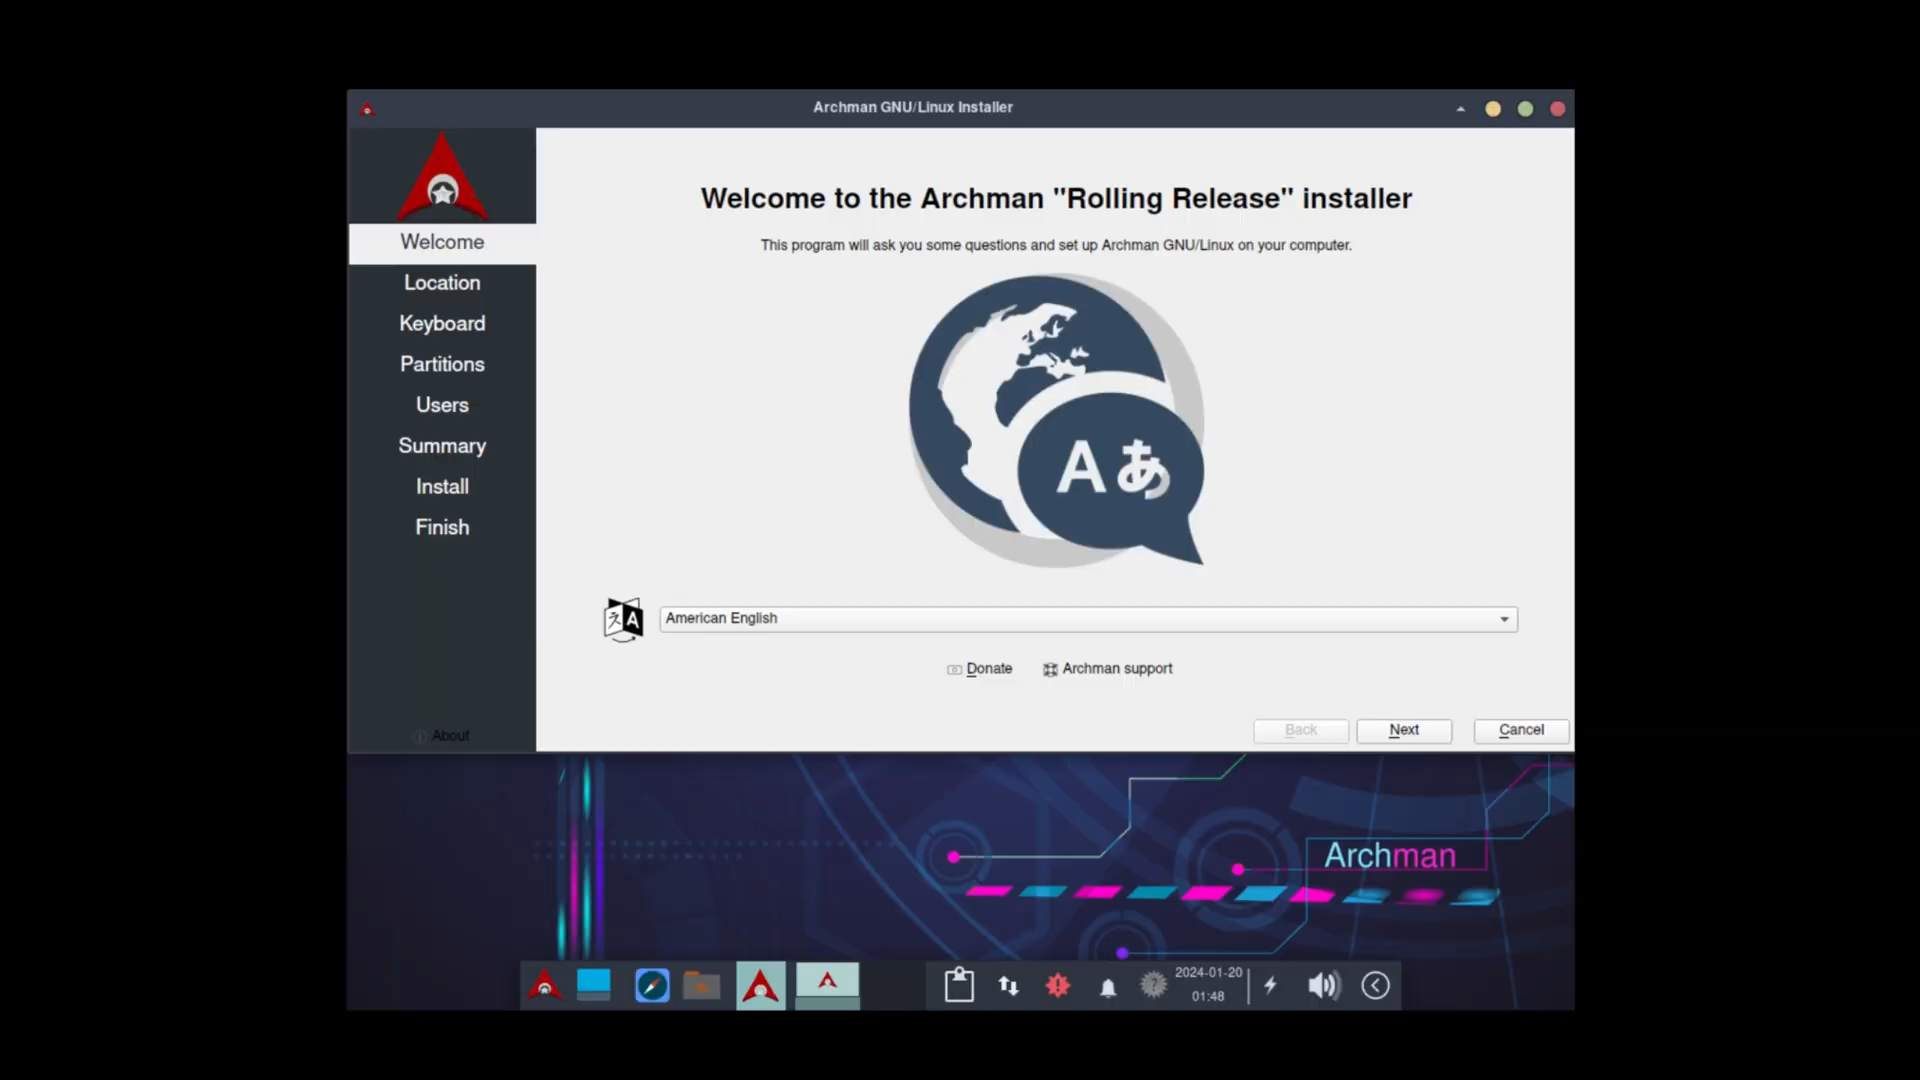 Archman GNU/Linux Installer
Welcome to the Archman "Rolling Release" installer
This program will ask you some questions and set up Archman GNU/Linux on your computer.
Welcome
Location
Keyboard
Partitions
Users
Summary
Install
Finish
About
A あ
American English
Donate
Archman support
Back
Next
Cancel
Archman
2024-01-20
01:48